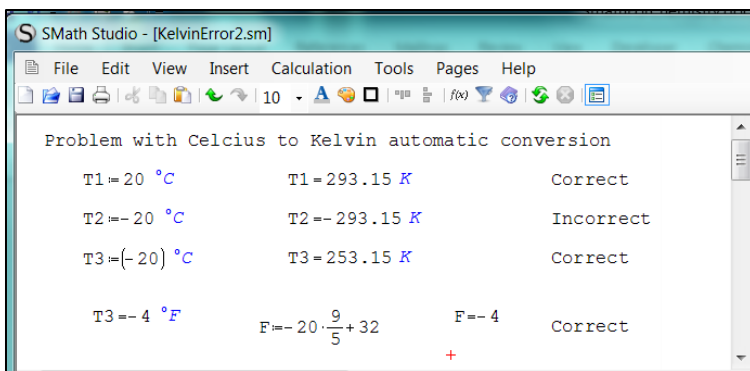 SMath Studio - [KelvinError2.sm]
File Edit View Insert Calculation Tools Pages Help
10 A f(x)
Problem with Celcius to Kelvin automatic conversion
T1≔20 °C T1=293.15 K Correct
T2≔-20 °C T2=-293.15 K Incorrect
T3≔(-20) °C T3=253.15 K Correct
T3=-4 °F F≔-20·9/5+32 F=-4 Correct